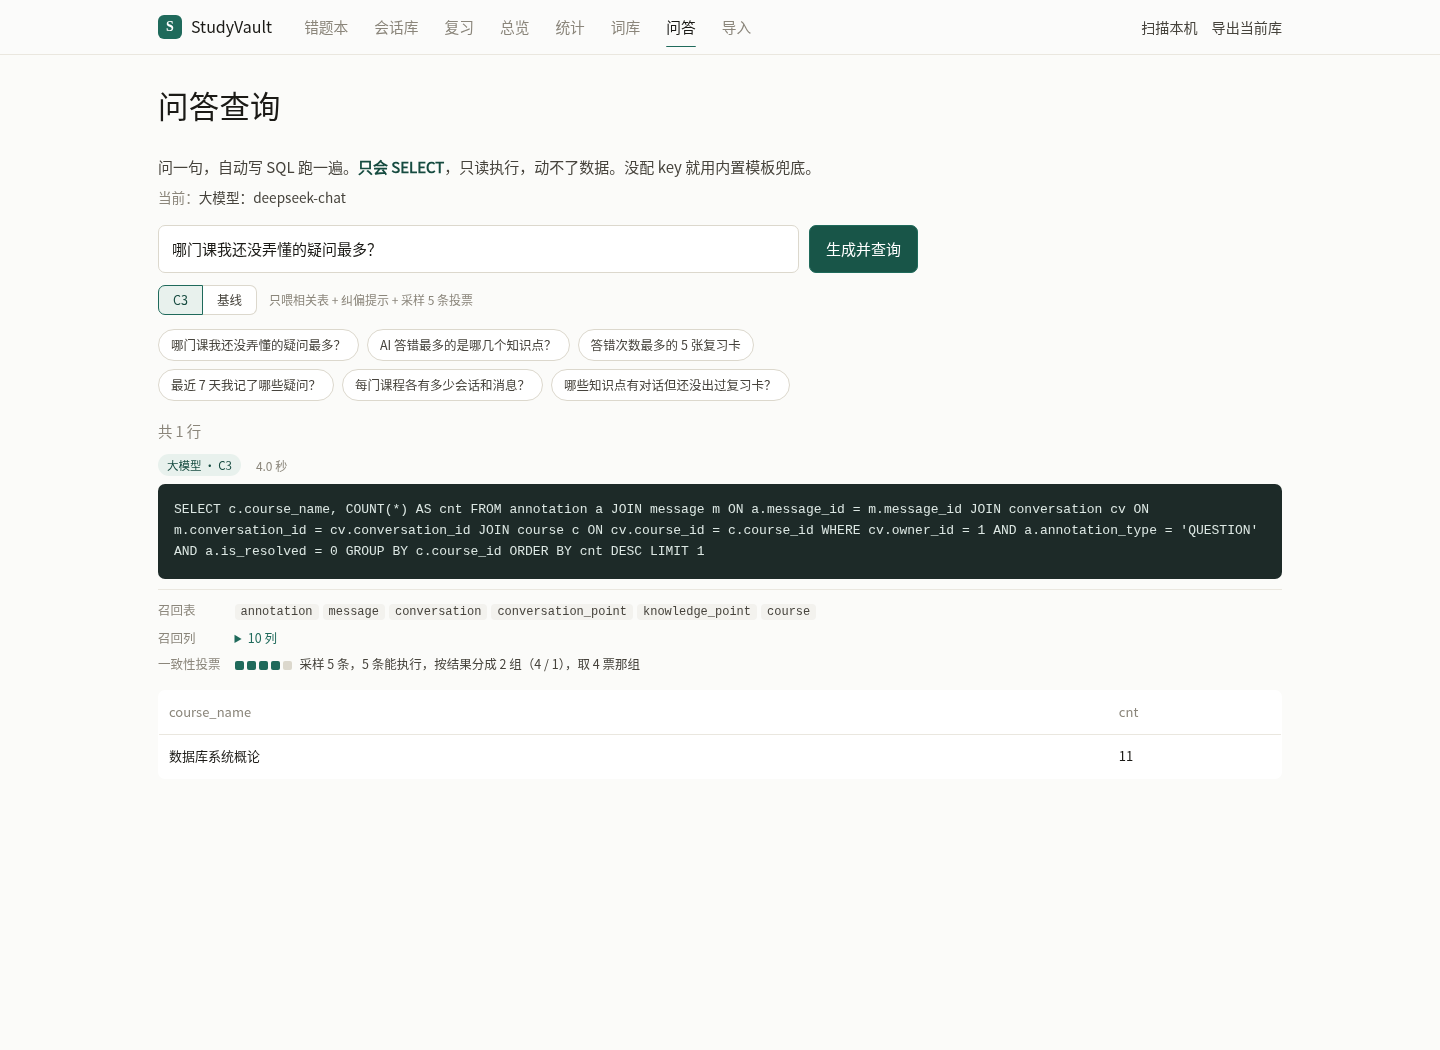 S StudyVault 错题本 会话库 复习 总览 统计 词库 问答 导入 扫描本机 导出当前库
问答查询
问一句，自动写 SQL 跑一遍。只会 SELECT，只读执行，动不了数据。没配 key 就用内置模板兜底。
当前：大模型：deepseek-chat
哪门课我还没弄懂的疑问最多？ 生成并查询
C3 基线 只喂相关表 + 纠偏提示 + 采样 5 条投票
哪门课我还没弄懂的疑问最多？ AI 答错最多的是哪几个知识点？ 答错次数最多的 5 张复习卡
最近 7 天我记了哪些疑问？ 每门课程各有多少会话和消息？ 哪些知识点有对话但还没出过复习卡？
共 1 行
大模型 · C3 4.0 秒
SELECT c.course_name, COUNT(*) AS cnt FROM annotation a JOIN message m ON a.message_id = m.message_id JOIN conversation cv ON
m.conversation_id = cv.conversation_id JOIN course c ON cv.course_id = c.course_id WHERE cv.owner_id = 1 AND a.annotation_type = 'QUESTION'
AND a.is_resolved = 0 GROUP BY c.course_id ORDER BY cnt DESC LIMIT 1
召回表 annotation message conversation conversation_point knowledge_point course
召回列 ▶ 10 列
一致性投票 采样 5 条，5 条能执行，按结果分成 2 组（4 / 1），取 4 票那组
course_name cnt
数据库系统概论 11